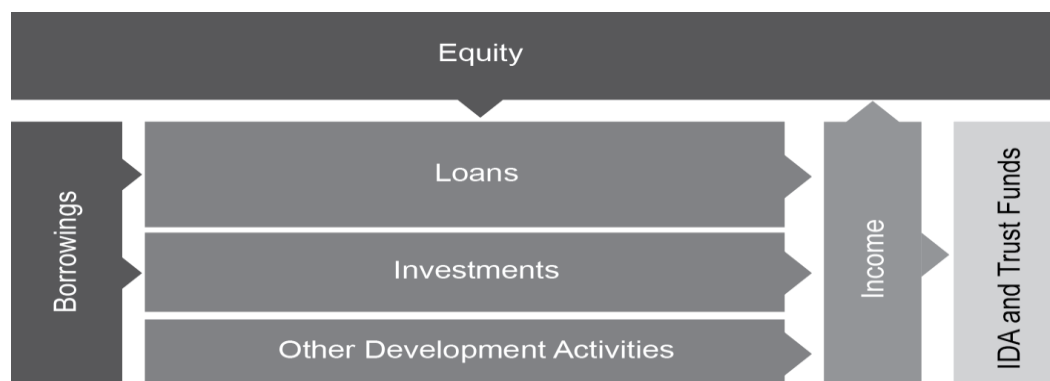 Equity
Borrowings
Loans
Investments
Other Development Activities
Income
IDA and Trust Funds